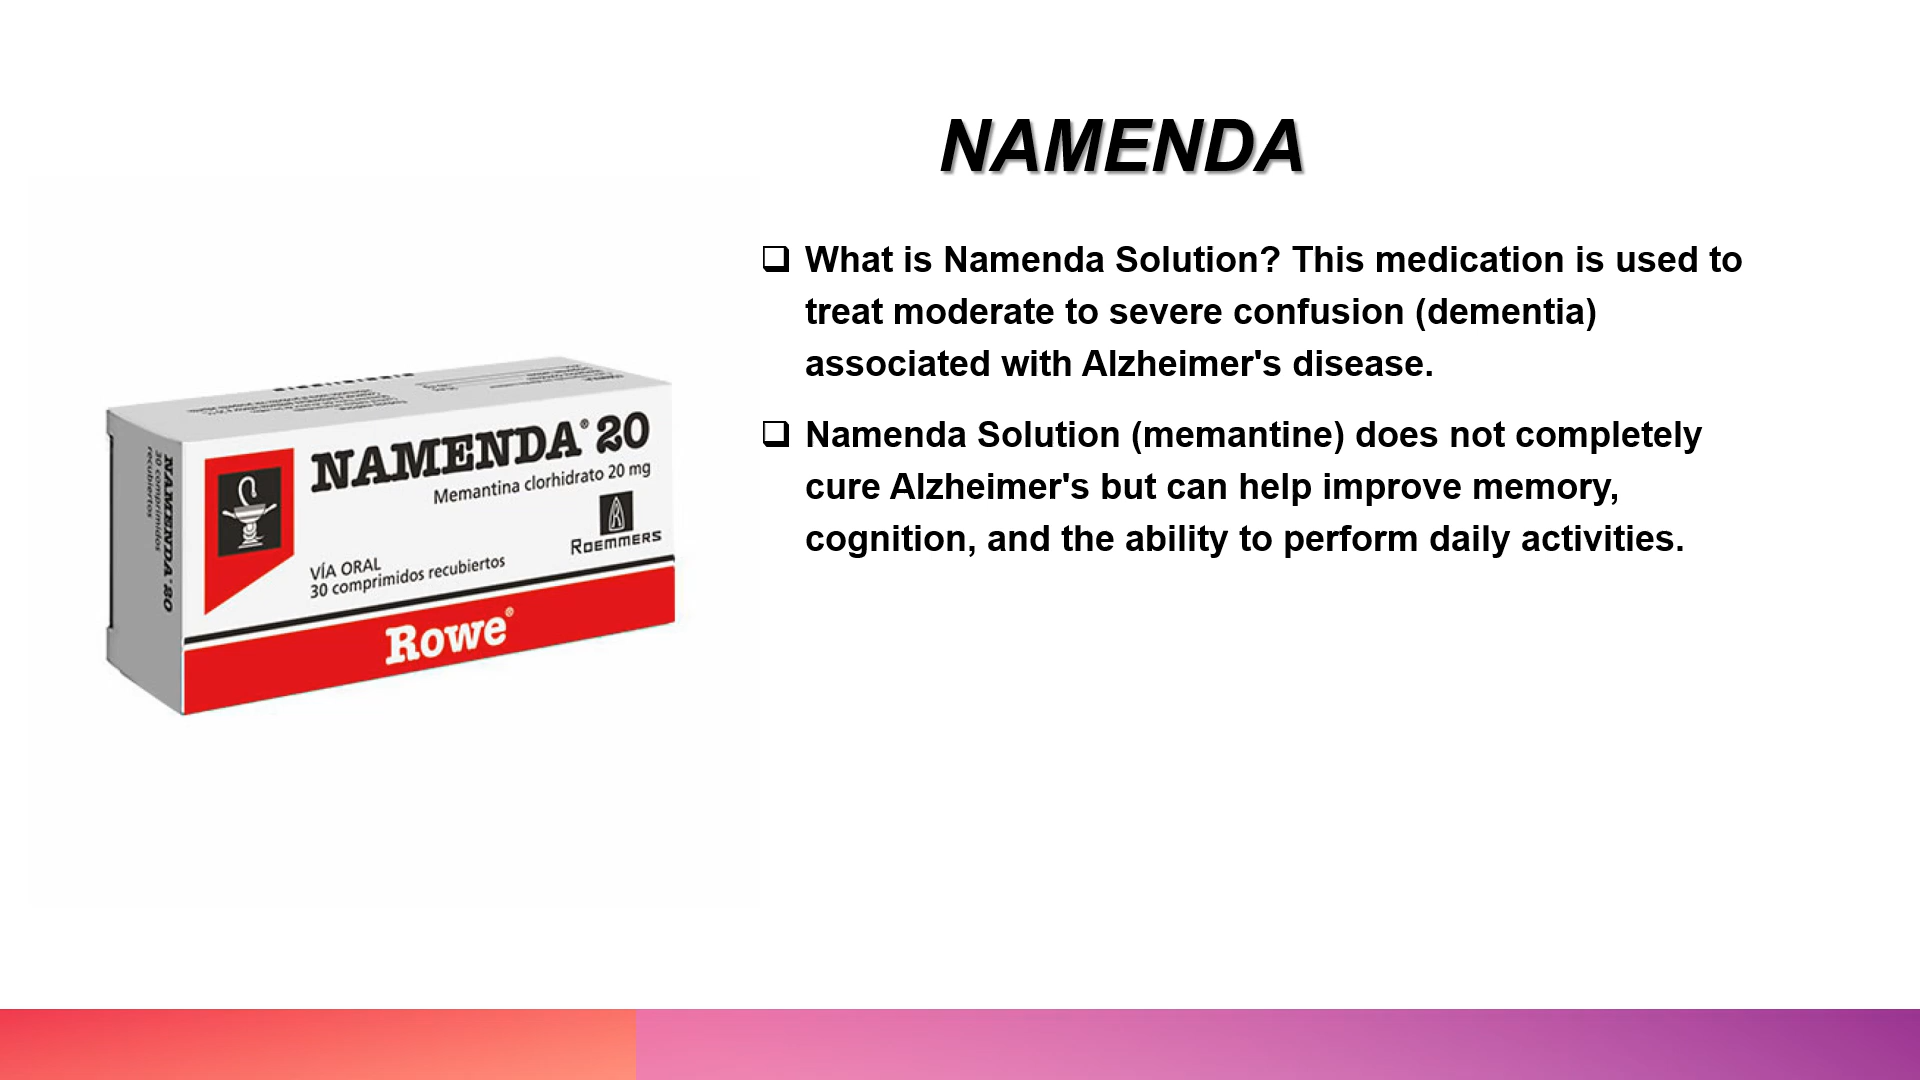 NAMENDA
❑ What is Namenda Solution? This medication is used to
treat moderate to severe confusion (dementia)
associated with Alzheimer's disease.
❑ Namenda Solution (memantine) does not completely
cure Alzheimer's but can help improve memory,
cognition, and the ability to perform daily activities.
NAMENDA® 20
Memantina clorhidrato 20 mg
ROEMMERS
VÍA ORAL
30 comprimidos recubiertos
Rowe®
NAMENDA® 20
30 comprimidos
recubiertos